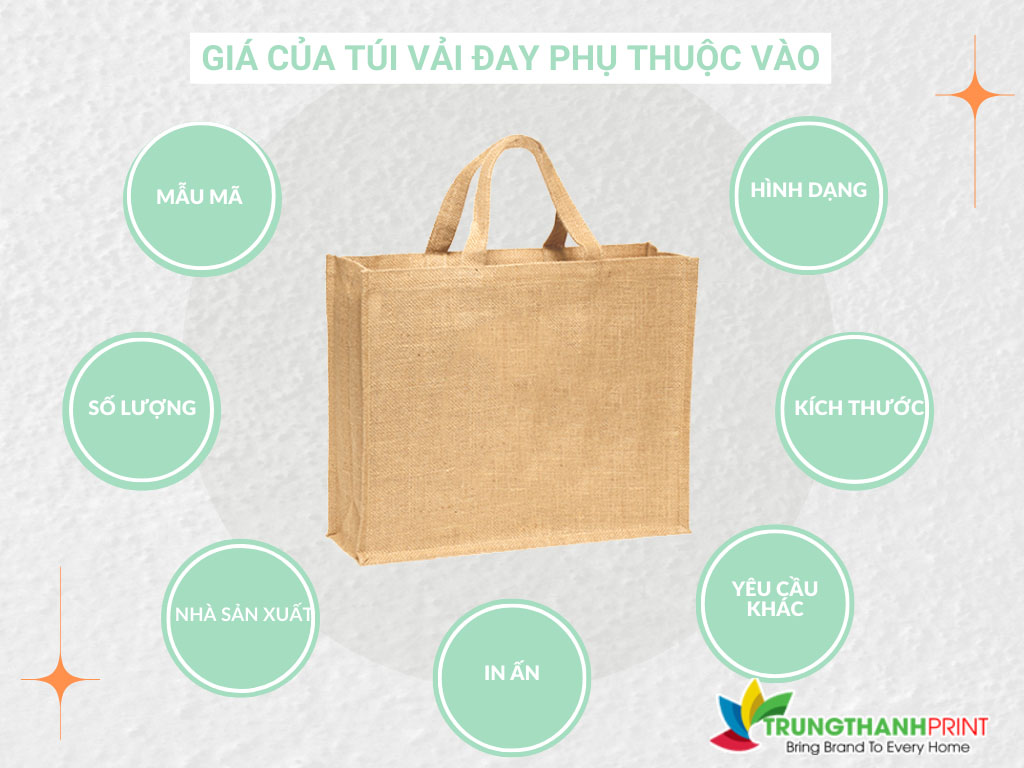 GIÁ CỦA TÚI VẢI ĐAY PHỤ THUỘC VÀO
MẪU MÃ
HÌNH DẠNG
SỐ LƯỢNG
KÍCH THƯỚC
NHÀ SẢN XUẤT
YÊU CẦU
KHÁC
IN ẤN
TRUNGTHANHPRINT
Bring Brand To Every Home